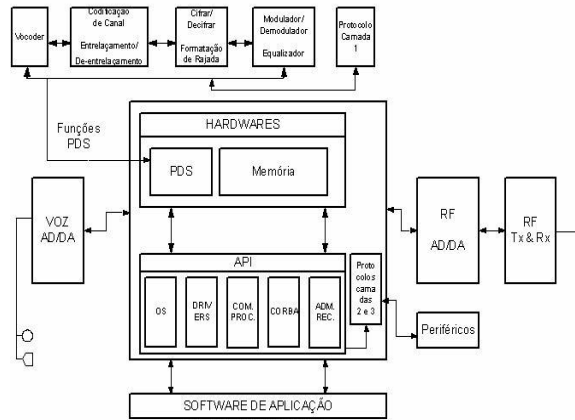 Vocoder
Codificação
de Canal
Entrelaçamento/
De-entrelaçamento
Cifrar/
Decifrar
Formatação
de Rajada
Modulador/
Demodulador
Equalizador
Protocolo
Camada
1
Funções
PDS
HARDWARES
PDS
Memória
VOZ
AD/DA
RF
AD/DA
RF
Tx & Rx
API
OS
DRIV
ERS
COM.
PROC.
CORBA
ADM.
REC.
Proto
colos
cama
das
2 e 3
Periféricos
SOFTWARE DE APLICAÇÃO